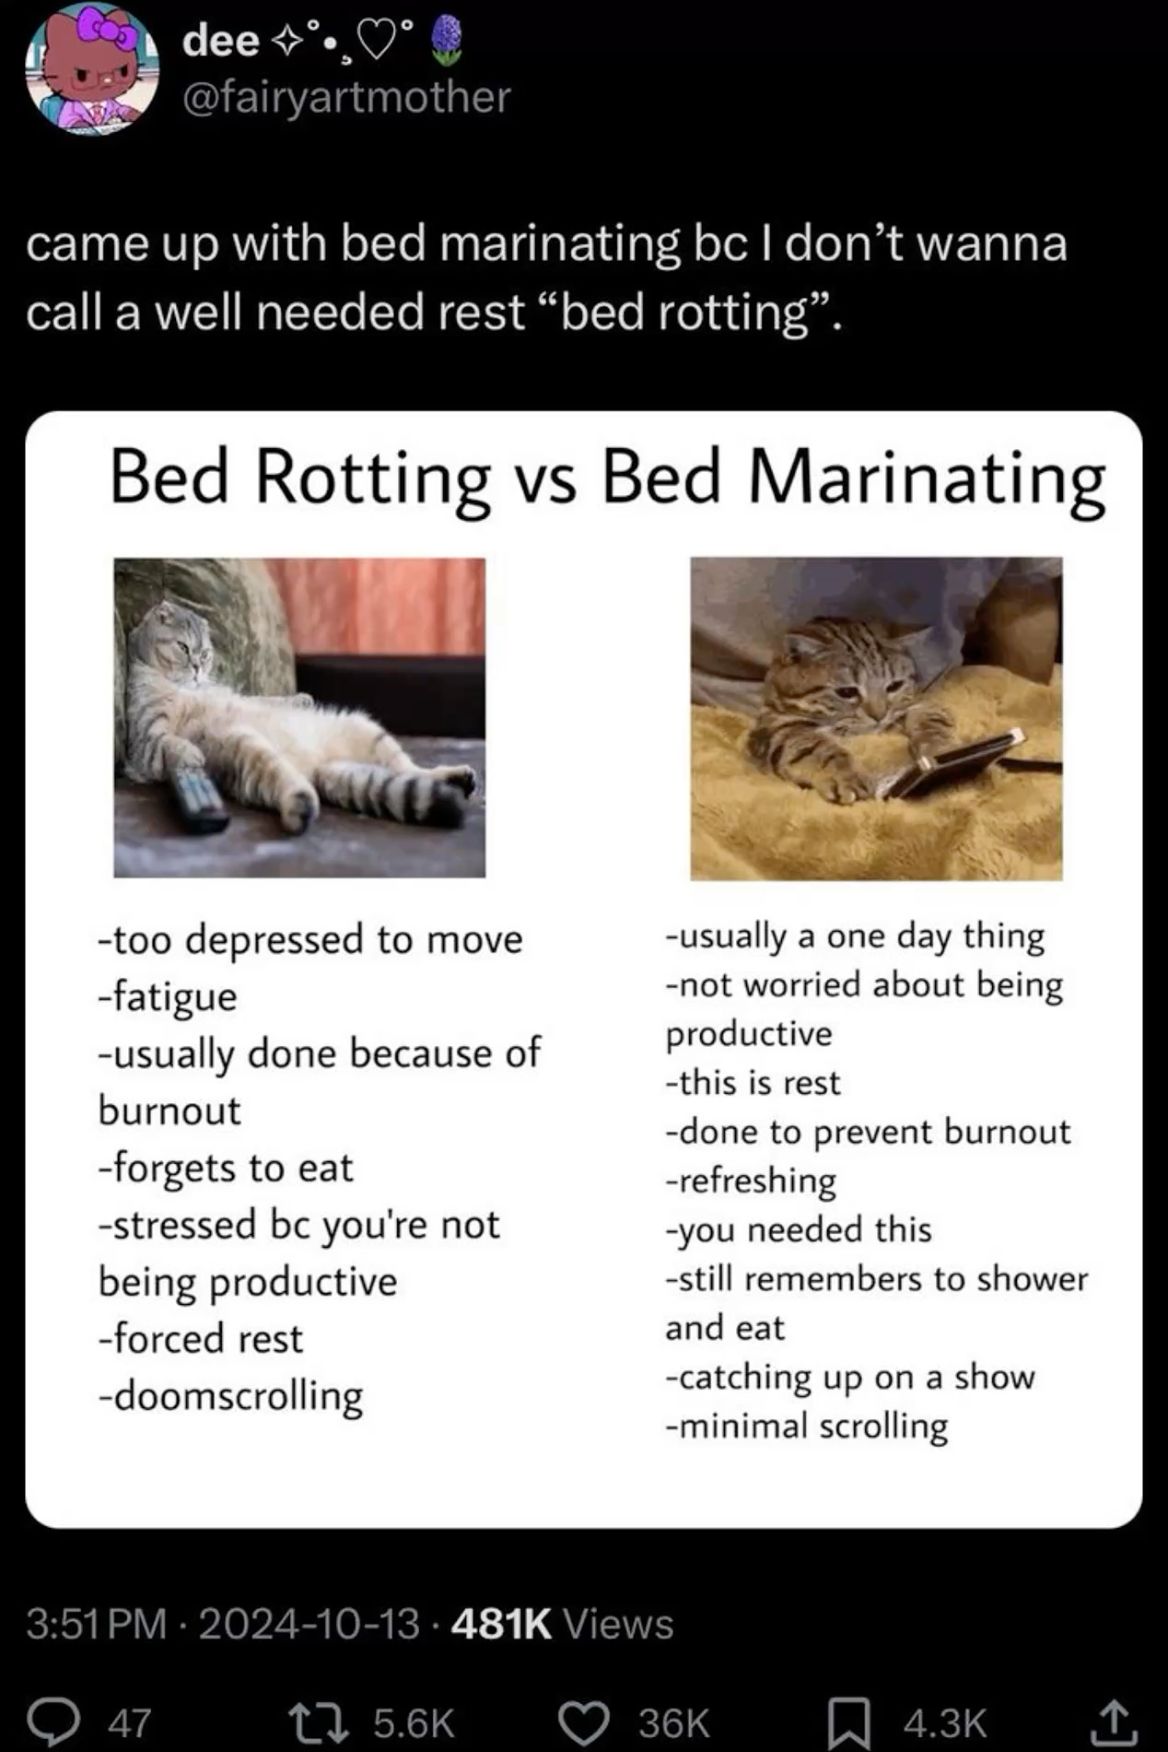 dee ✧˚•¸♡° 🪻
@fairyartmother
came up with bed marinating bc I don’t wanna
call a well needed rest “bed rotting”.
Bed Rotting vs Bed Marinating
-too depressed to move
-fatigue
-usually done because of
burnout
-forgets to eat
-stressed bc you're not
being productive
-forced rest
-doomscrolling
-usually a one day thing
-not worried about being
productive
-this is rest
-done to prevent burnout
-refreshing
-you needed this
-still remembers to shower
and eat
-catching up on a show
-minimal scrolling
3:51 PM · 2024-10-13 · 481K Views
47 5.6K 36K 4.3K